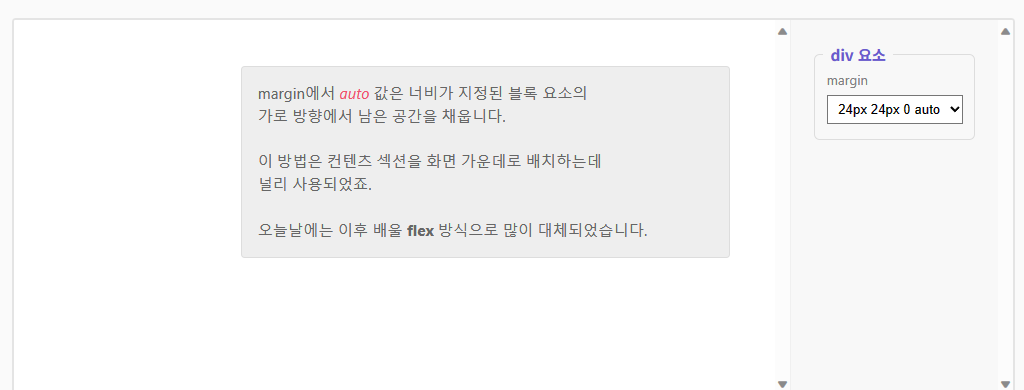 margin에서 auto 값은 너비가 지정된 블록 요소의
가로 방향에서 남은 공간을 채웁니다.
이 방법은 컨텐츠 섹션을 화면 가운데로 배치하는데
널리 사용되었죠.
오늘날에는 이후 배울 flex 방식으로 많이 대체되었습니다.
div 요소
margin
24px 24px 0 auto